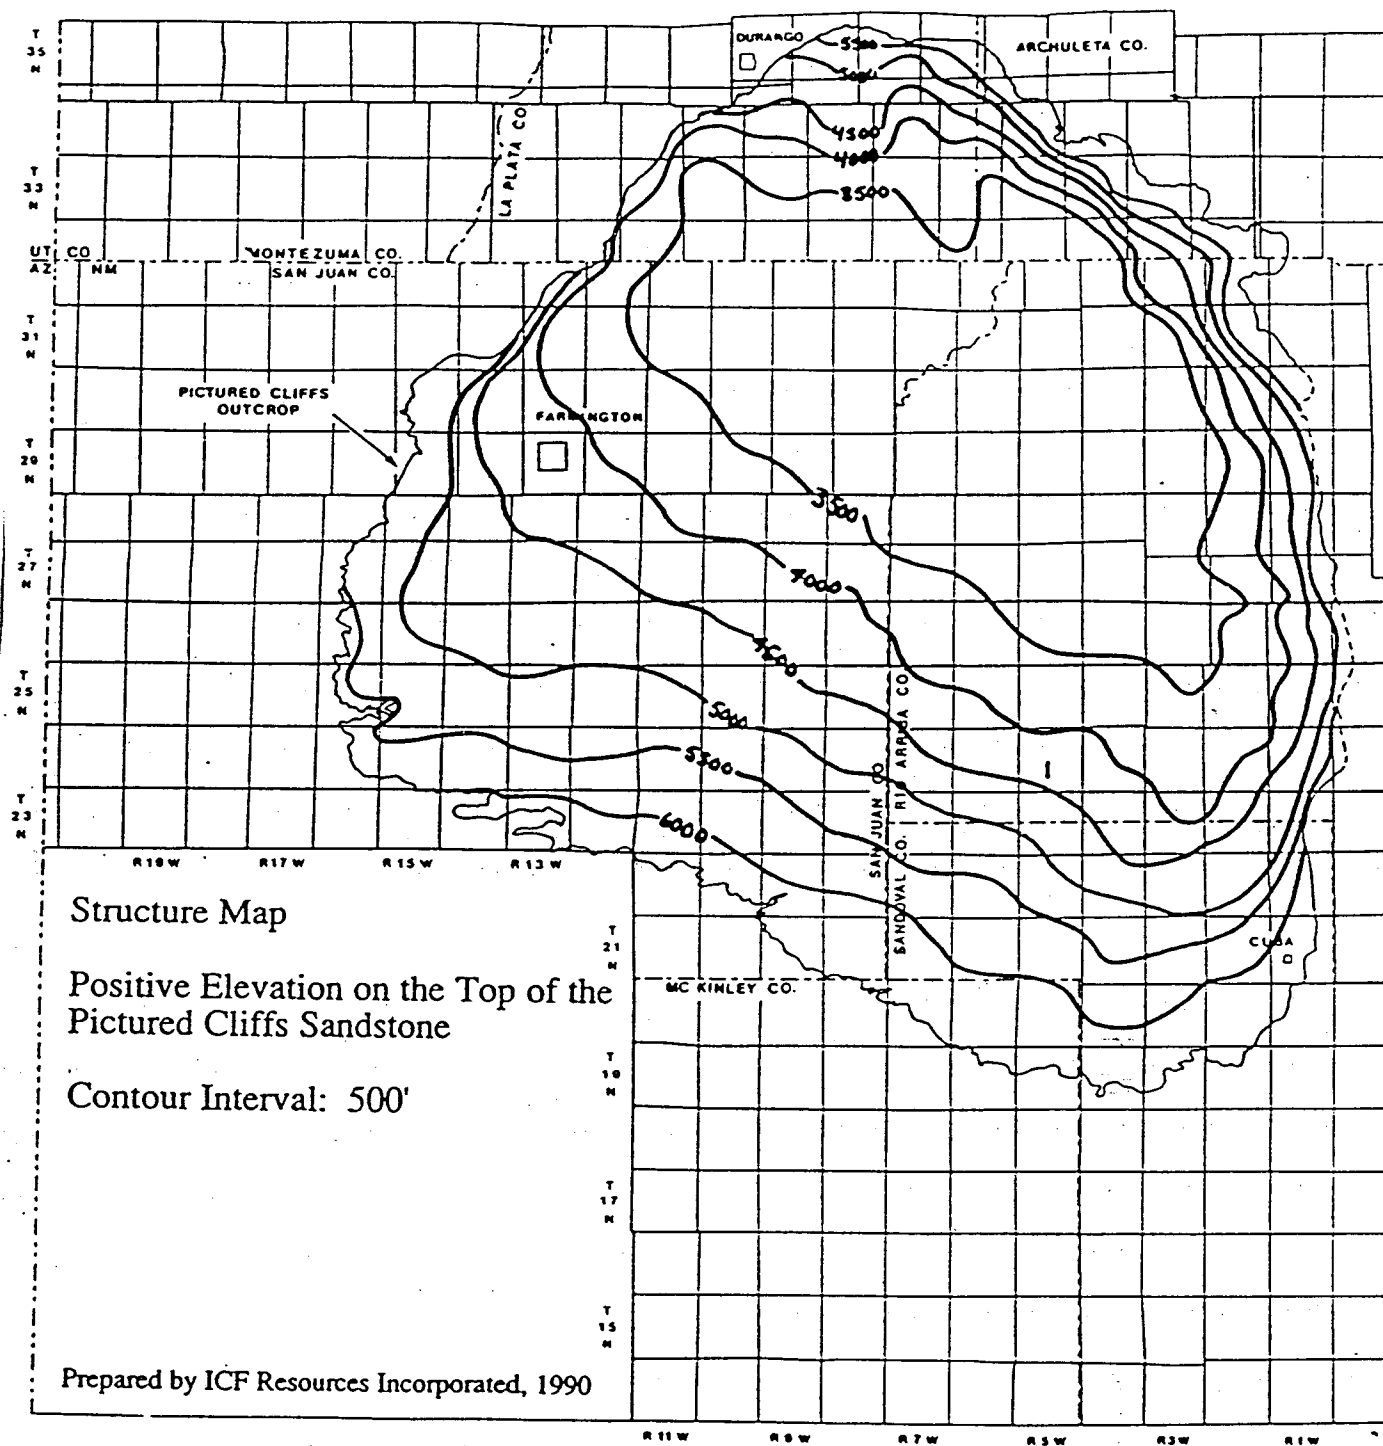 T
35
N
DURANGO
5500
ARCHULETA CO.
5000
LA PLATA CO.
4500
4000
T
33
N
3500
UT CO
MONTEZUMA CO.
AZ NM
SAN JUAN CO.
T
31
N
PICTURED CLIFFS
OUTCROP
FARMINGTON
T
29
N
3500
T
27
N
4000
4500
T
25
N
5000
5500
SAN JUAN CO.
RIO ARRIBA CO.
SANDOVAL CO.
T
23
N
6000
R 19 W
R 17 W
R 15 W
R 13 W
Structure Map
T
21
N
CUBA
Positive Elevation on the Top of the
Pictured Cliffs Sandstone
MC KINLEY CO.
Contour Interval: 500'
T
19
N
T
17
N
T
15
N
Prepared by ICF Resources Incorporated, 1990
R 11 W
R 9 W
R 7 W
R 5 W
R 3 W
R 1 W